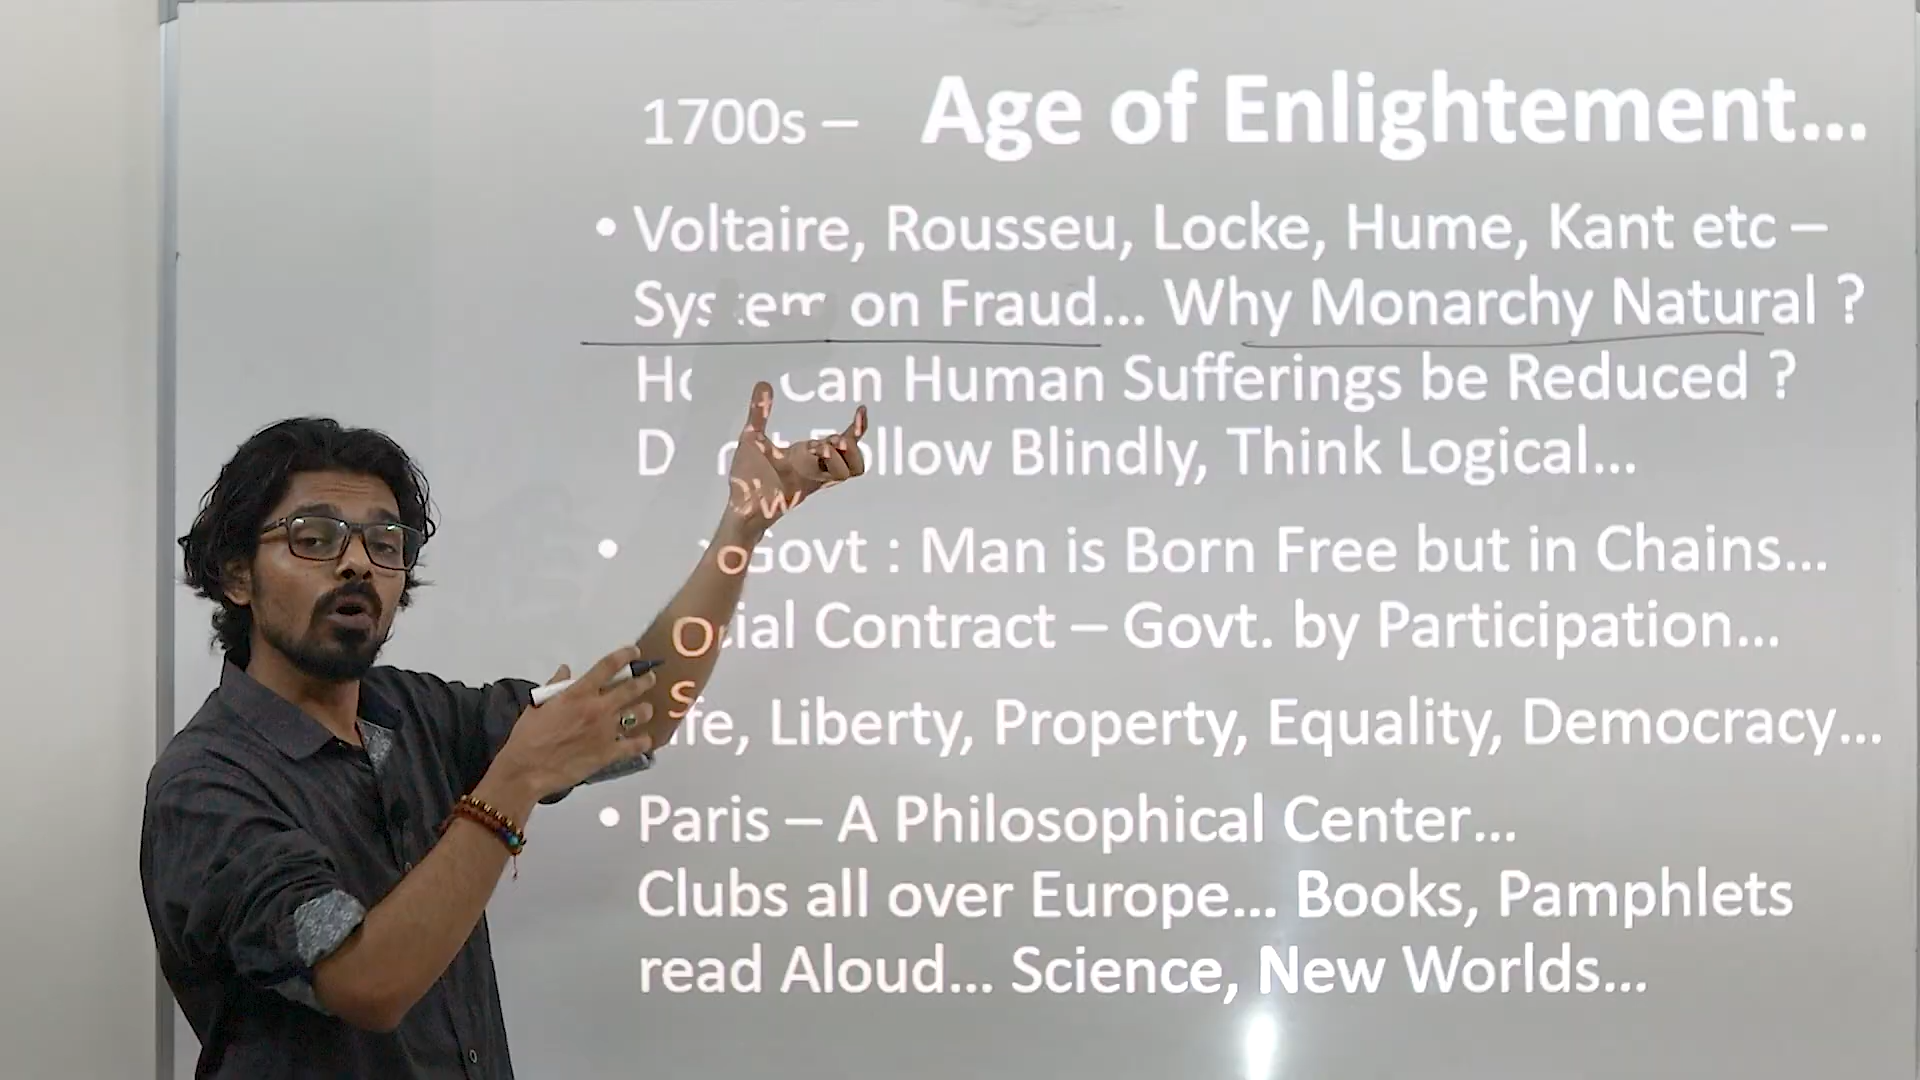 1700s – Age of Enlightement...
• Voltaire, Rousseu, Locke, Hume, Kant etc –
System on Fraud... Why Monarchy Natural ?
Can Human Sufferings be Reduced ?
Follow Blindly, Think Logical...
• Govt : Man is Born Free but in Chains...
Contract – Govt. by Participation...
Liberty, Property, Equality, Democracy...
• Paris – A Philosophical Center...
Clubs all over Europe... Books, Pamphlets
read Aloud... Science, New Worlds...